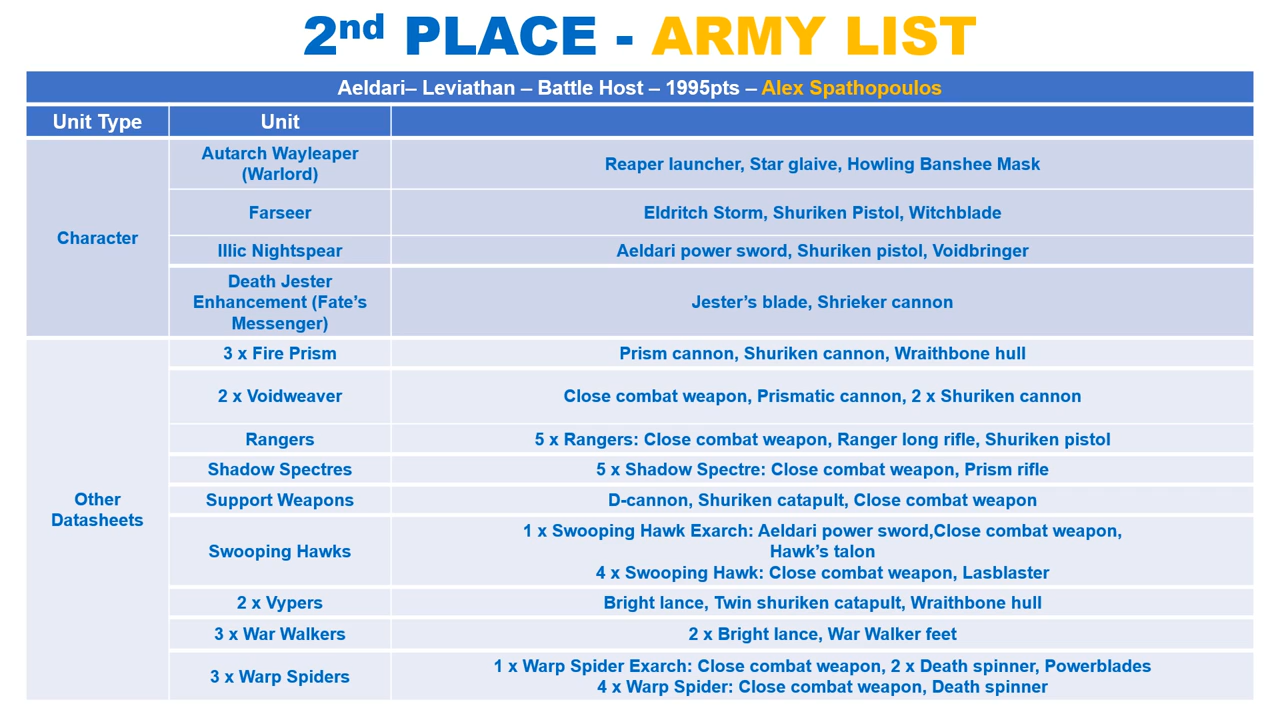 2nd PLACE - ARMY LIST
Aeldari– Leviathan – Battle Host – 1995pts – Alex Spathopoulos
Unit Type
Unit
Character
Autarch Wayleaper
(Warlord)
Reaper launcher, Star glaive, Howling Banshee Mask
Farseer
Eldritch Storm, Shuriken Pistol, Witchblade
Illic Nightspear
Aeldari power sword, Shuriken pistol, Voidbringer
Death Jester
Enhancement (Fate’s
Messenger)
Jester’s blade, Shrieker cannon
Other
Datasheets
3 x Fire Prism
Prism cannon, Shuriken cannon, Wraithbone hull
2 x Voidweaver
Close combat weapon, Prismatic cannon, 2 x Shuriken cannon
Rangers
5 x Rangers: Close combat weapon, Ranger long rifle, Shuriken pistol
Shadow Spectres
5 x Shadow Spectre: Close combat weapon, Prism rifle
Support Weapons
D-cannon, Shuriken catapult, Close combat weapon
Swooping Hawks
1 x Swooping Hawk Exarch: Aeldari power sword,Close combat weapon,
Hawk’s talon
4 x Swooping Hawk: Close combat weapon, Lasblaster
2 x Vypers
Bright lance, Twin shuriken catapult, Wraithbone hull
3 x War Walkers
2 x Bright lance, War Walker feet
3 x Warp Spiders
1 x Warp Spider Exarch: Close combat weapon, 2 x Death spinner, Powerblades
4 x Warp Spider: Close combat weapon, Death spinner